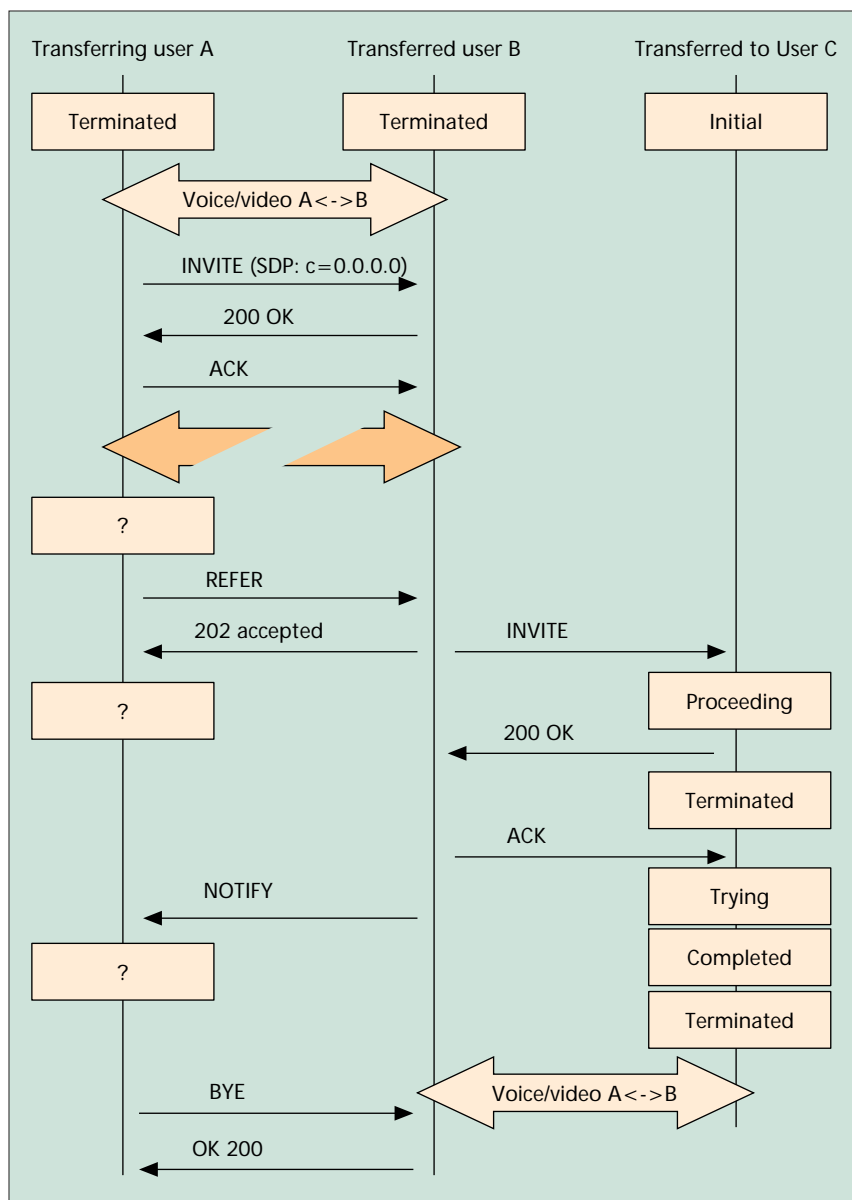 Transferring user A
Transferred user B
Transferred to User C
Terminated
Terminated
Initial
Voice/video A<->B
INVITE (SDP: c=0.0.0.0)
200 OK
ACK
?
REFER
202 accepted
INVITE
?
Proceeding
200 OK
Terminated
ACK
Trying
NOTIFY
?
Completed
Terminated
BYE
Voice/video A<->B
OK 200